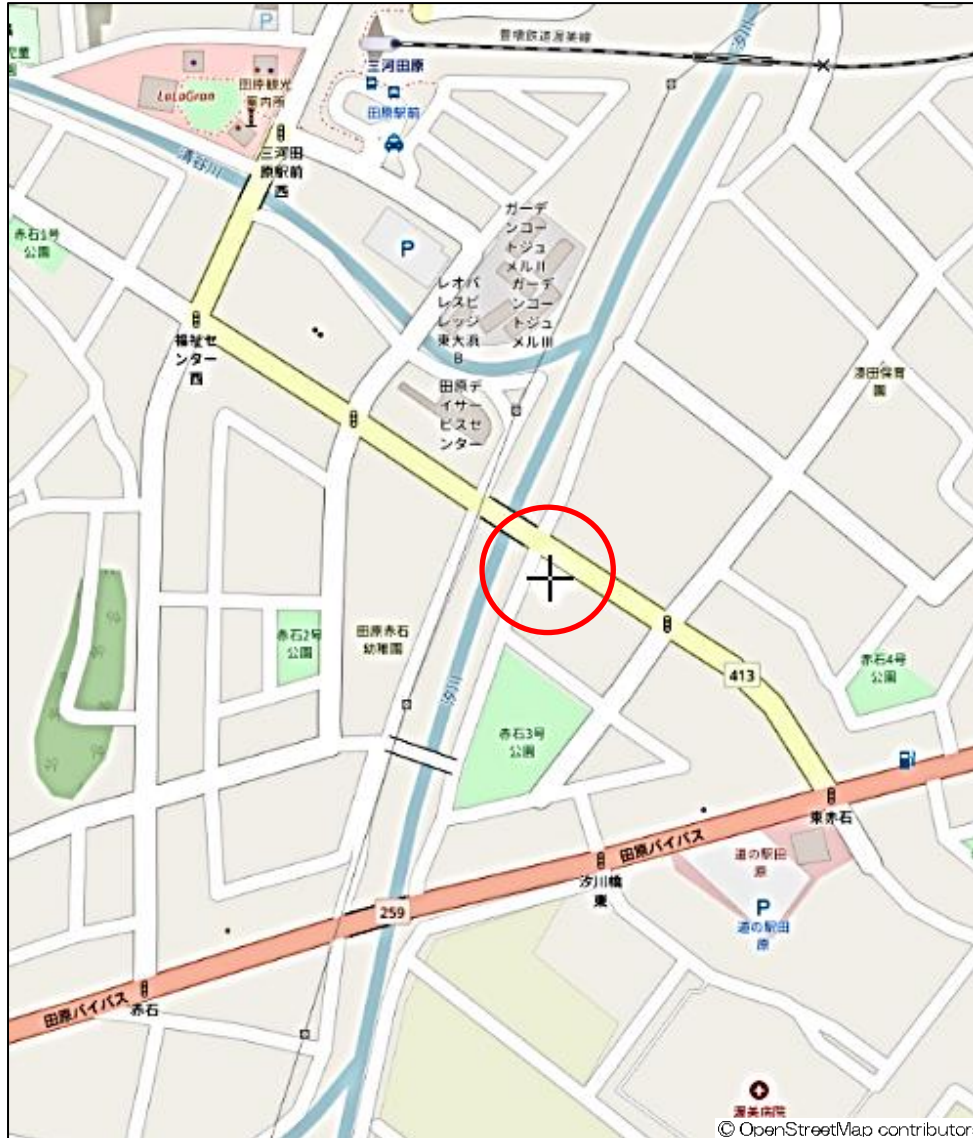 P
豊橋鉄道渥美線
汐川
三河田原
田原観光
案内所
LaLaGran
田原駅前
三河田
原駅前
西
清谷川
赤石1号
公園
P
ガーデ
ンコー
トジュ
メルII
ガーデ
ンコー
トジュ
メルIII
レオパ
レスビ
レッジ
東大浜
B
福祉セ
ンター
西
田原デ
イサー
ビスセ
ンター
漆田保育
園
赤石2号
公園
田原赤石
幼稚園
汐川
赤石3号
公園
413
赤石4号
公園
東赤石
田原バイパス
汐川橋
東
道の駅田
原
P
道の駅田
原
259
田原バイパス
赤石
渥美病院
© OpenStreetMap contributor